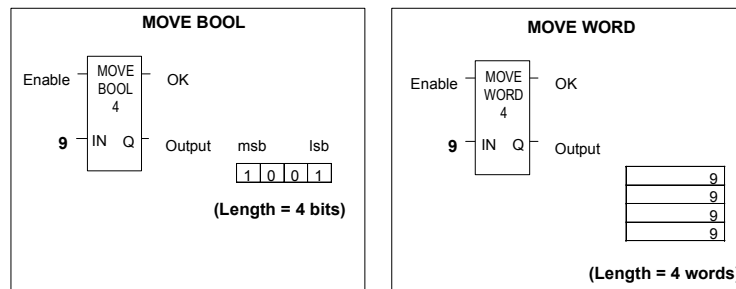 MOVE BOOL
Enable
MOVE
BOOL
4
OK
9
IN Q
Output
msb lsb
1 0 0 1
(Length = 4 bits)
MOVE WORD
Enable
MOVE
WORD
4
OK
9
IN Q
Output
9
9
9
9
(Length = 4 words)